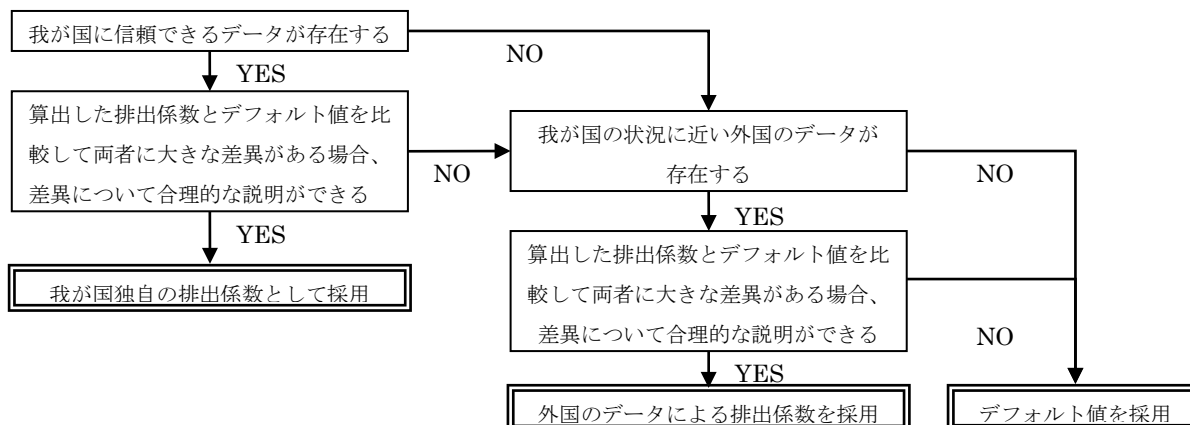 我が国に信頼できるデータが存在する
NO
YES
算出した排出係数とデフォルト値を比
較して両者に大きな差異がある場合、
差異について合理的な説明ができる
NO
我が国の状況に近い外国のデータが
存在する
NO
YES
YES
我が国独自の排出係数として採用
算出した排出係数とデフォルト値を比
較して両者に大きな差異がある場合、
差異について合理的な説明ができる
NO
YES
外国のデータによる排出係数を採用
デフォルト値を採用